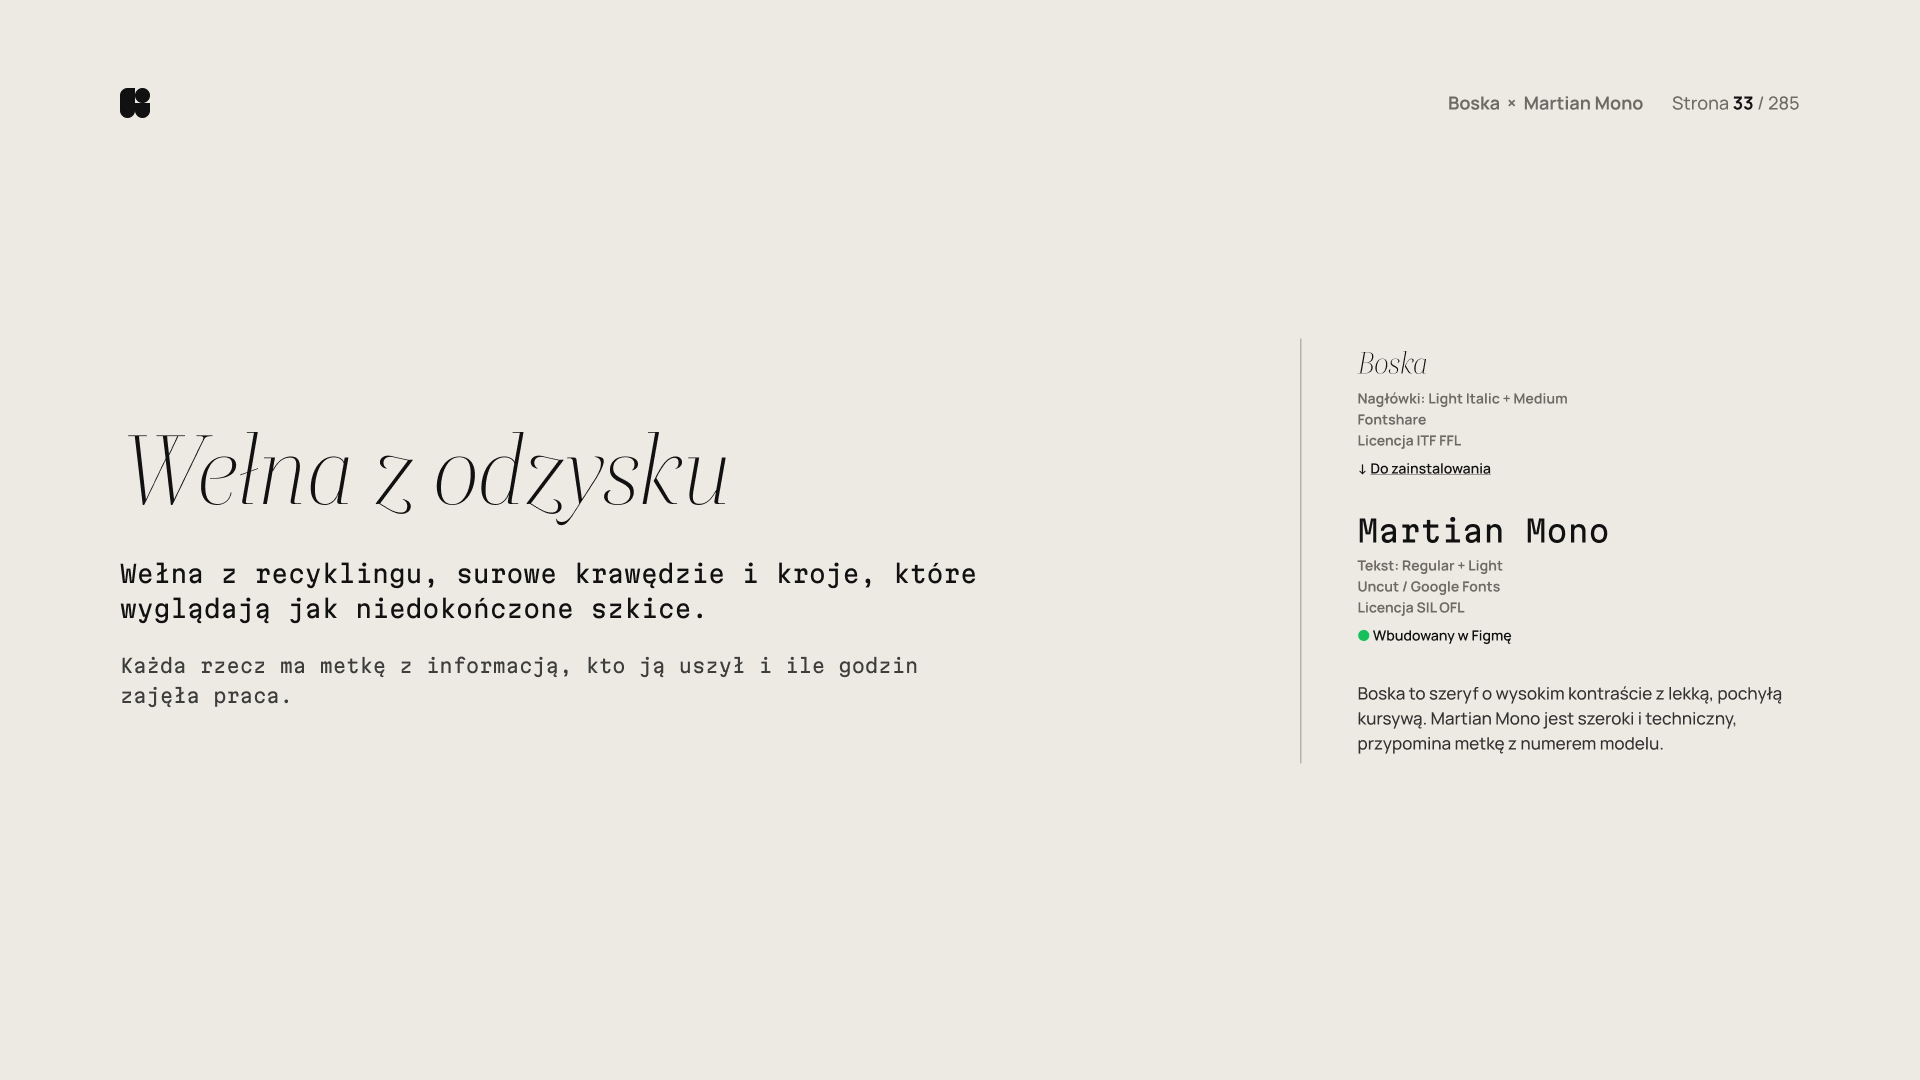 Boska × Martian Mono Strona 33 / 285
Wełna z odzysku
Wełna z recyklingu, surowe krawędzie i kroje, które
wyglądają jak niedokończone szkice.
Każda rzecz ma metkę z informacją, kto ją uszył i ile godzin
zajęła praca.
Boska
Nagłówki: Light Italic + Medium
Fontshare
Licencja ITF FFL
↓ Do zainstalowania
Martian Mono
Tekst: Regular + Light
Uncut / Google Fonts
Licencja SIL OFL
Wbudowany w Figmę
Boska to szeryf o wysokim kontraście z lekką, pochyłą
kursywą. Martian Mono jest szeroki i techniczny,
przypomina metkę z numerem modelu.